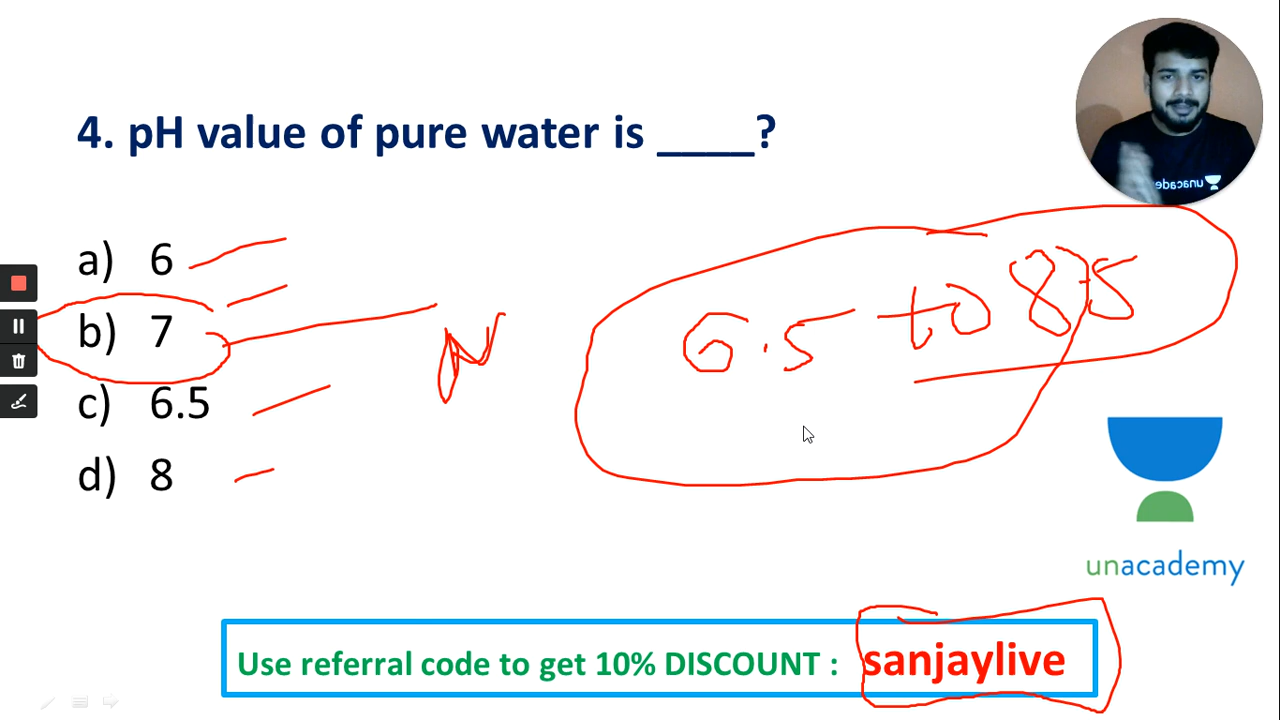 4. pH value of pure water is ____?
a) 6
b) 7
c) 6.5
d) 8
N
6.5 to 8.5
unacademy
unacademy
Use referral code to get 10% DISCOUNT : sanjaylive